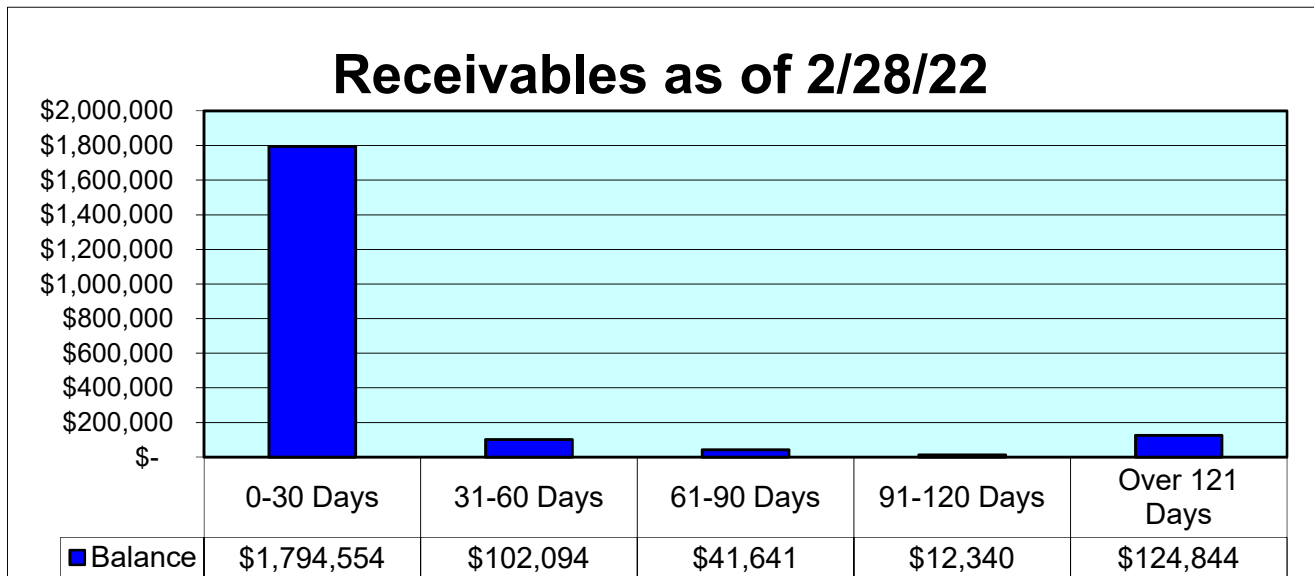 Receivables as of 2/28/22
$2,000,000
$1,800,000
$1,600,000
$1,400,000
$1,200,000
$1,000,000
$800,000
$600,000
$400,000
$200,000
$-
0-30 Days 31-60 Days 61-90 Days 91-120 Days Over 121
Days
Balance $1,794,554 $102,094 $41,641 $12,340 $124,844